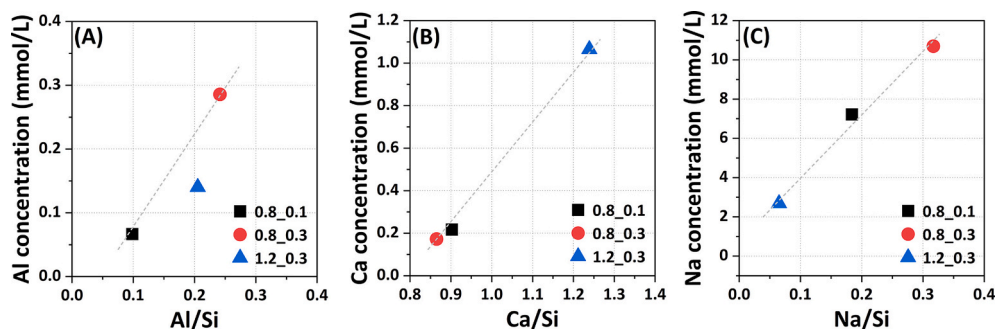 (A)
Al concentration (mmol/L)
0.4
0.3
0.2
0.1
0.0
0.0 0.1 0.2 0.3 0.4
Al/Si
0.8_0.1
0.8_0.3
1.2_0.3
(B)
Ca concentration (mmol/L)
1.2
1.0
0.8
0.6
0.4
0.2
0.0
0.8 0.9 1.0 1.1 1.2 1.3 1.4
Ca/Si
0.8_0.1
0.8_0.3
1.2_0.3
(C)
Na concentration (mmol/L)
12
10
8
6
4
2
0
0.0 0.1 0.2 0.3 0.4
Na/Si
0.8_0.1
0.8_0.3
1.2_0.3